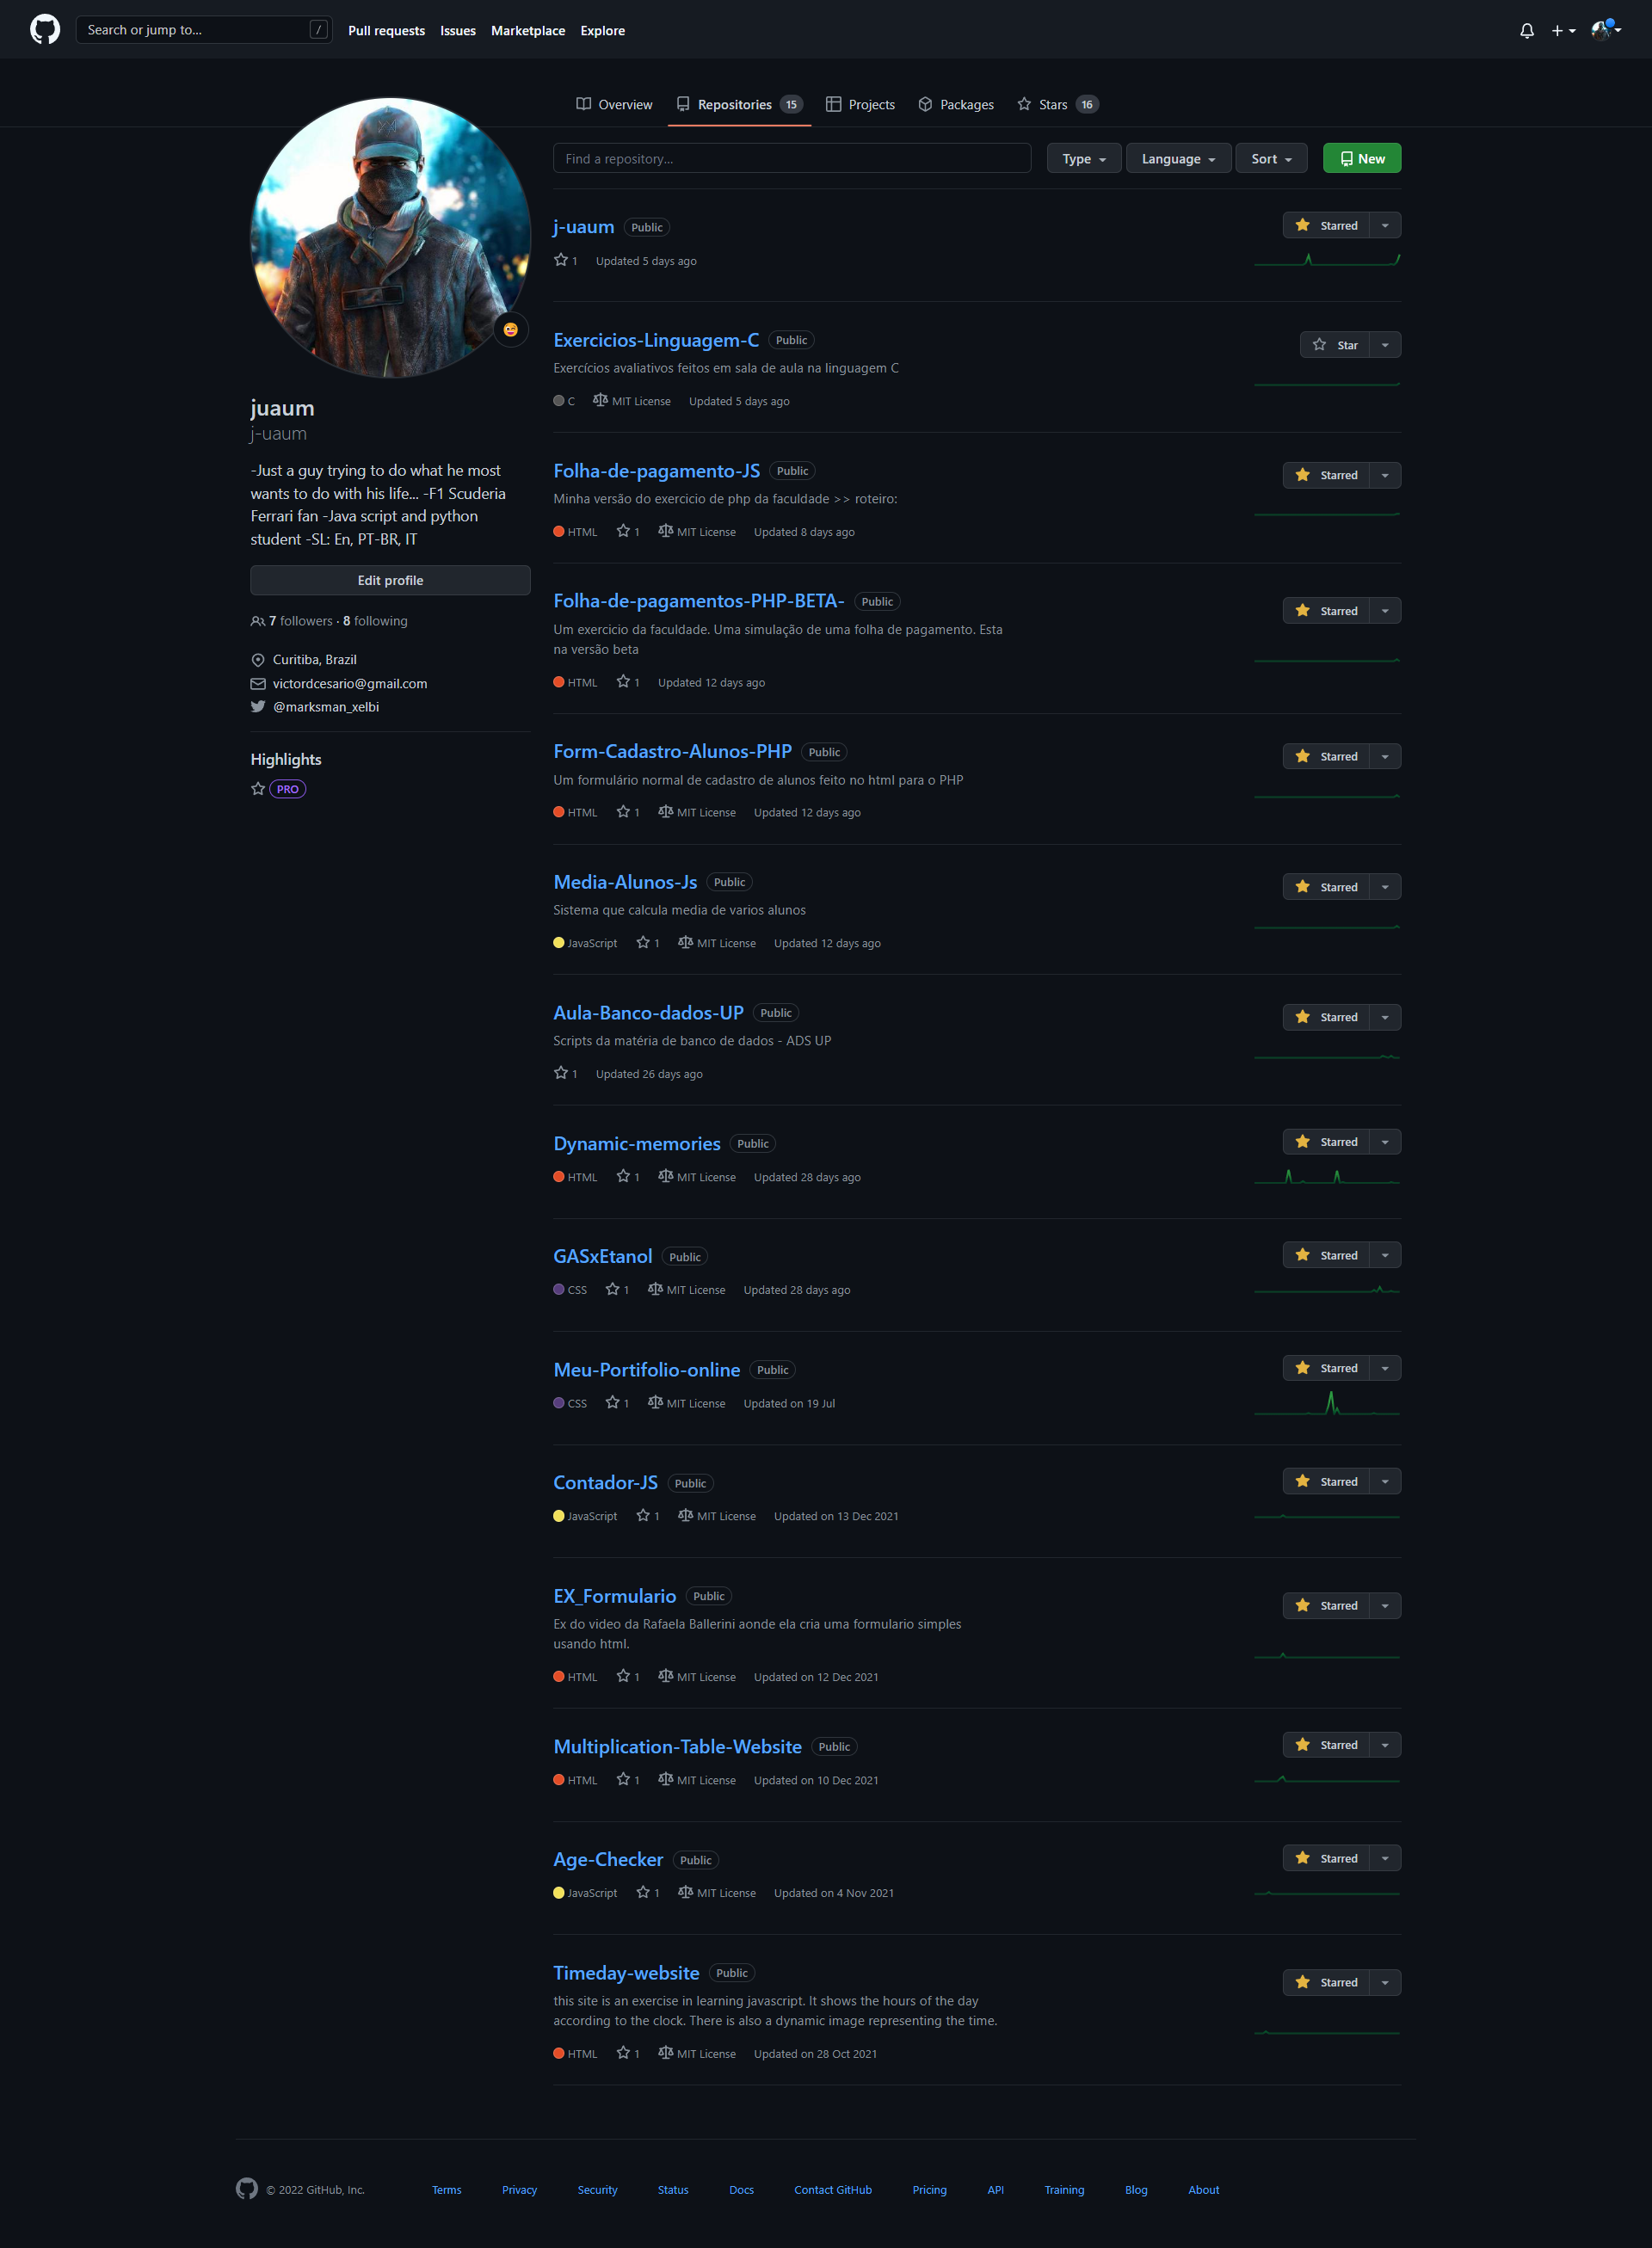 Search or jump to...
/
Pull requests Issues Marketplace Explore
Overview Repositories 15 Projects Packages Stars 16
juaum
j-uaum
-Just a guy trying to do what he most
wants to do with his life... -F1 Scuderia
Ferrari fan -Java script and python
student -SL: En, PT-BR, IT
Edit profile
7 followers · 8 following
Curitiba, Brazil
victordcesario@gmail.com
@marksman_xelbi
Highlights
PRO
Find a repository... Type Language Sort New
j-uaum Public Starred
1 Updated 5 days ago
Exercicios-Linguagem-C Public Star
Exercícios avaliativos feitos em sala de aula na linguagem C
C MIT License Updated 5 days ago
Folha-de-pagamento-JS Public Starred
Minha versão do exercicio de php da faculdade >> roteiro:
HTML 1 MIT License Updated 8 days ago
Folha-de-pagamentos-PHP-BETA- Public Starred
Um exercicio da faculdade. Uma simulação de uma folha de pagamento. Esta
na versão beta
HTML 1 Updated 12 days ago
Form-Cadastro-Alunos-PHP Public Starred
Um formulário normal de cadastro de alunos feito no html para o PHP
HTML 1 MIT License Updated 12 days ago
Media-Alunos-Js Public Starred
Sistema que calcula media de varios alunos
JavaScript 1 MIT License Updated 12 days ago
Aula-Banco-dados-UP Public Starred
Scripts da matéria de banco de dados - ADS UP
1 Updated 26 days ago
Dynamic-memories Public Starred
HTML 1 MIT License Updated 28 days ago
GASxEtanol Public Starred
CSS 1 MIT License Updated 28 days ago
Meu-Portifolio-online Public Starred
CSS 1 MIT License Updated on 19 Jul
Contador-JS Public Starred
JavaScript 1 MIT License Updated on 13 Dec 2021
EX_Formulario Public Starred
Ex do video da Rafaela Ballerini aonde ela cria uma formulario simples
usando html.
HTML 1 MIT License Updated on 12 Dec 2021
Multiplication-Table-Website Public Starred
HTML 1 MIT License Updated on 10 Dec 2021
Age-Checker Public Starred
JavaScript 1 MIT License Updated on 4 Nov 2021
Timeday-website Public Starred
this site is an exercise in learning javascript. It shows the hours of the day
according to the clock. There is also a dynamic image representing the time.
HTML 1 MIT License Updated on 28 Oct 2021
© 2022 GitHub, Inc. Terms Privacy Security Status Docs Contact GitHub Pricing API Training Blog About